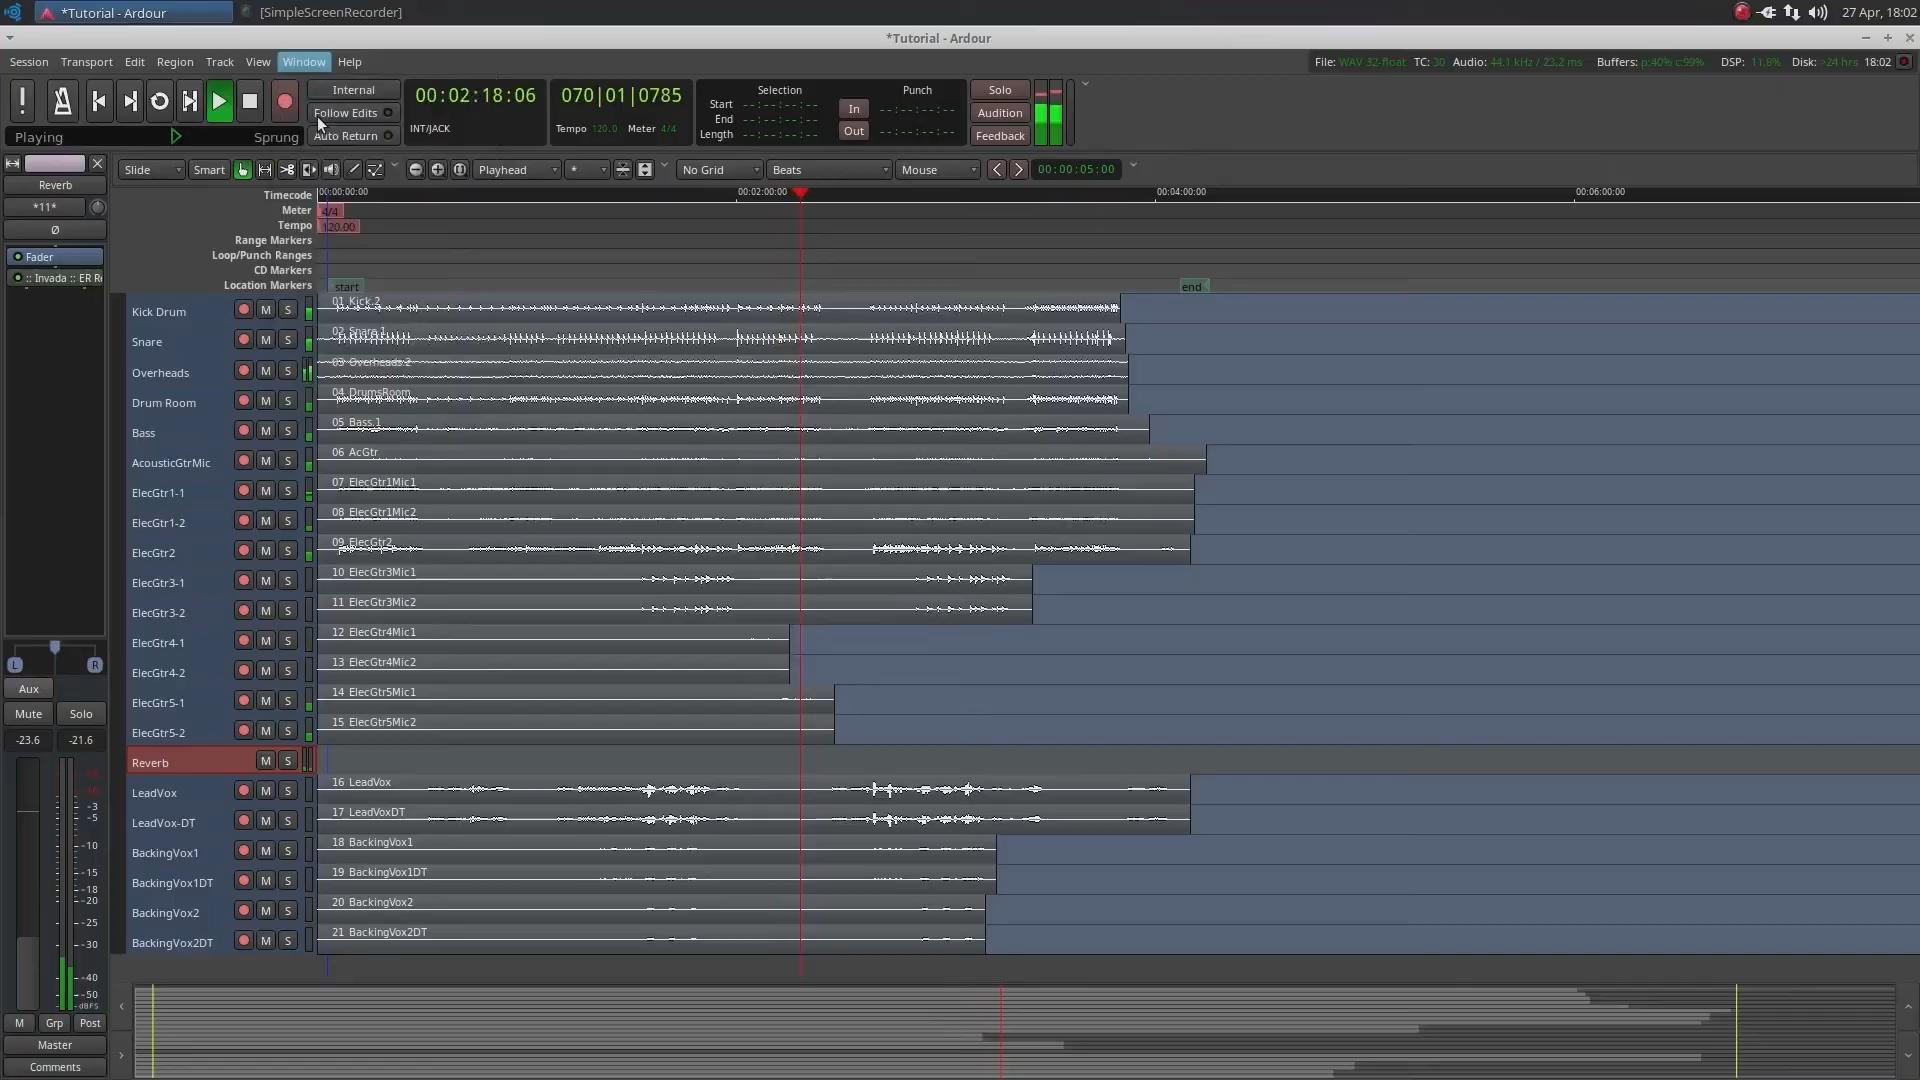 *Tutorial - Ardour
[SimpleScreenRecorder]
27 Apr, 18:02
*Tutorial - Ardour
Session Transport Edit Region Track View Window Help
File: WAV 32-float TC: 30 Audio: 44.1 kHz / 23.2 ms Buffers: p:40% c:99% DSP: 11.8% Disk: >24 hrs 18:02
Internal
Follow Edits
Auto Return
Playing
Sprung
00:02:18:06
INT/JACK
070|01|0785
Tempo 120.0 Meter 4/4
Selection
Start --:--:--:--
End --:--:--:--
Length --:--:--:--
Punch
In --:--:--:--
Out --:--:--:--
Solo
Audition
Feedback
Slide Smart Playhead * No Grid Beats Mouse 00:00:05:00
Reverb
*11*
Ø
Fader
:: Invada :: ER Re
L R
Aux
Mute Solo
-23.6 -21.6
-3
-5
-10
-15
-18
-20
-25
-30
-40
-50
dBFS
M Grp Post
Master
Comments
Timecode 00:00:00:00 00:02:00:00 00:04:00:00 00:06:00:00
Meter 4/4
Tempo 120.00
Range Markers
Loop/Punch Ranges
CD Markers
Location Markers start end
Kick Drum M S 01 Kick.2
Snare M S 02 Snare.1
Overheads M S 03 Overheads.2
Drum Room M S 04 DrumsRoom
Bass M S 05 Bass.1
AcousticGtrMic M S 06 AcGtr
ElecGtr1-1 M S 07 ElecGtr1Mic1
ElecGtr1-2 M S 08 ElecGtr1Mic2
ElecGtr2 M S 09 ElecGtr2
ElecGtr3-1 M S 10 ElecGtr3Mic1
ElecGtr3-2 M S 11 ElecGtr3Mic2
ElecGtr4-1 M S 12 ElecGtr4Mic1
ElecGtr4-2 M S 13 ElecGtr4Mic2
ElecGtr5-1 M S 14 ElecGtr5Mic1
ElecGtr5-2 M S 15 ElecGtr5Mic2
Reverb M S
LeadVox M S 16 LeadVox
LeadVox-DT M S 17 LeadVoxDT
BackingVox1 M S 18 BackingVox1
BackingVox1DT M S 19 BackingVox1DT
BackingVox2 M S 20 BackingVox2
BackingVox2DT M S 21 BackingVox2DT